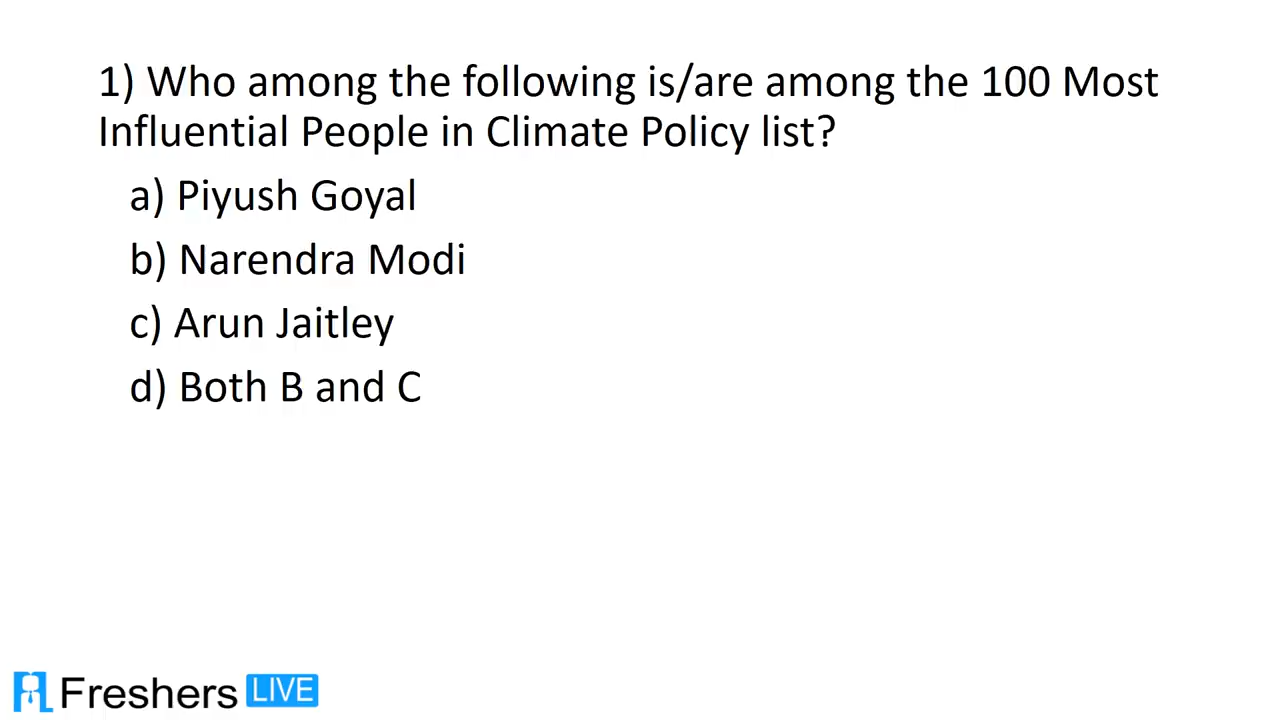 1) Who among the following is/are among the 100 Most
Influential People in Climate Policy list?
a) Piyush Goyal
b) Narendra Modi
c) Arun Jaitley
d) Both B and C
Freshers LIVE